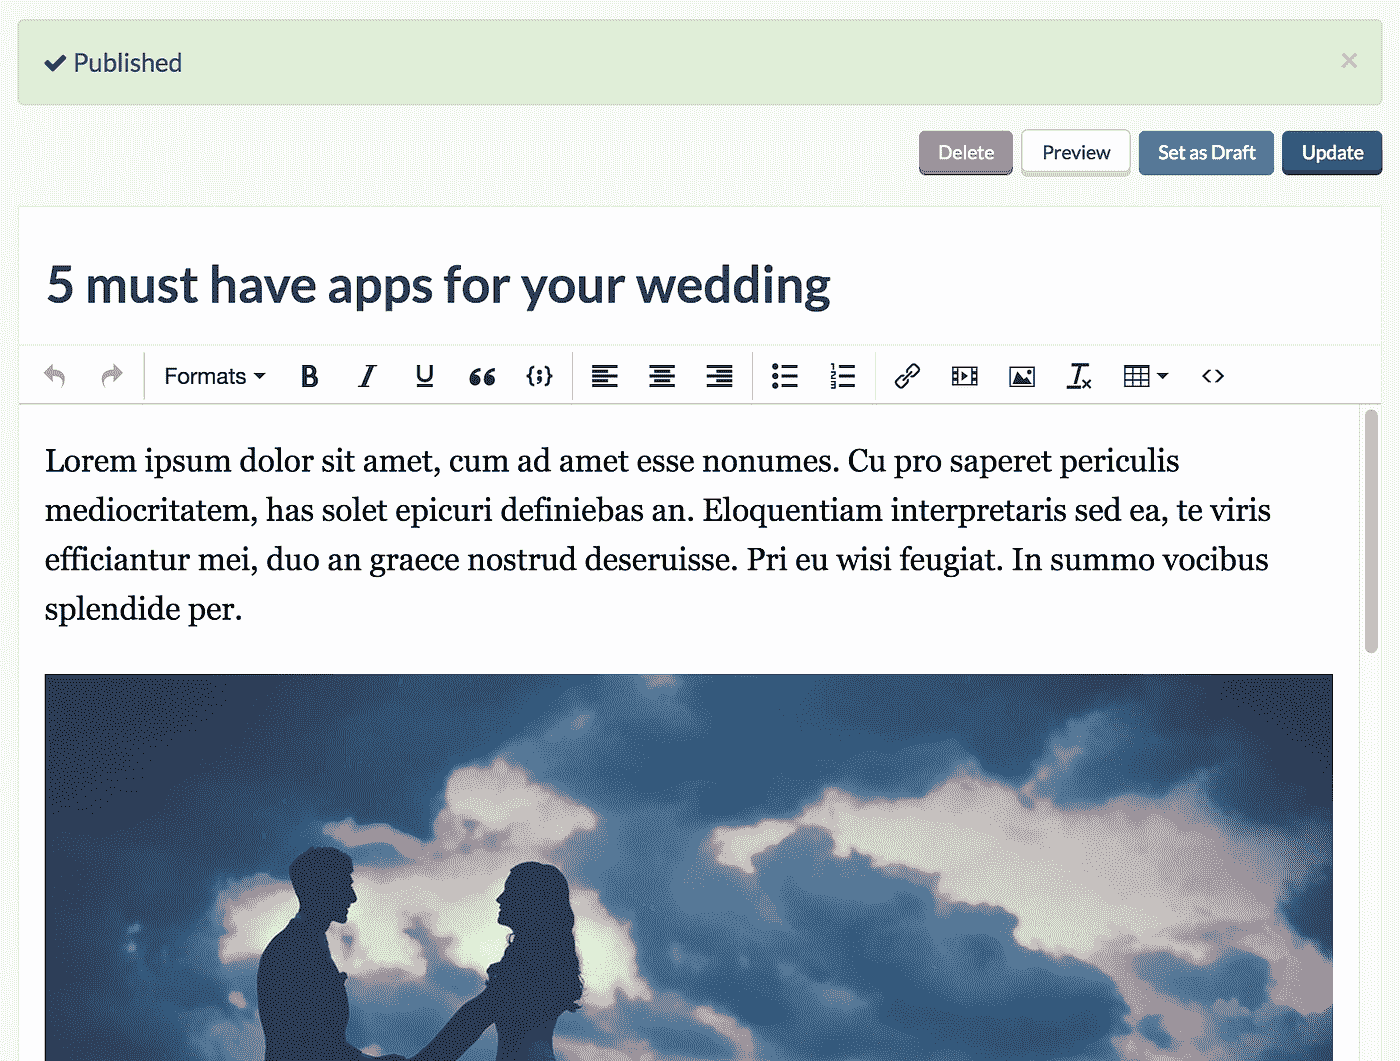 Published
×
Delete Preview Set as Draft Update
5 must have apps for your wedding
Formats B I U
Lorem ipsum dolor sit amet, cum ad amet esse nonumes. Cu pro saperet periculis
mediocritatem, has solet epicuri definiebas an. Eloquentiam interpretaris sed ea, te viris
efficiantur mei, duo an graece nostrud deseruisse. Pri eu wisi feugiat. In summo vocibus
splendide per.